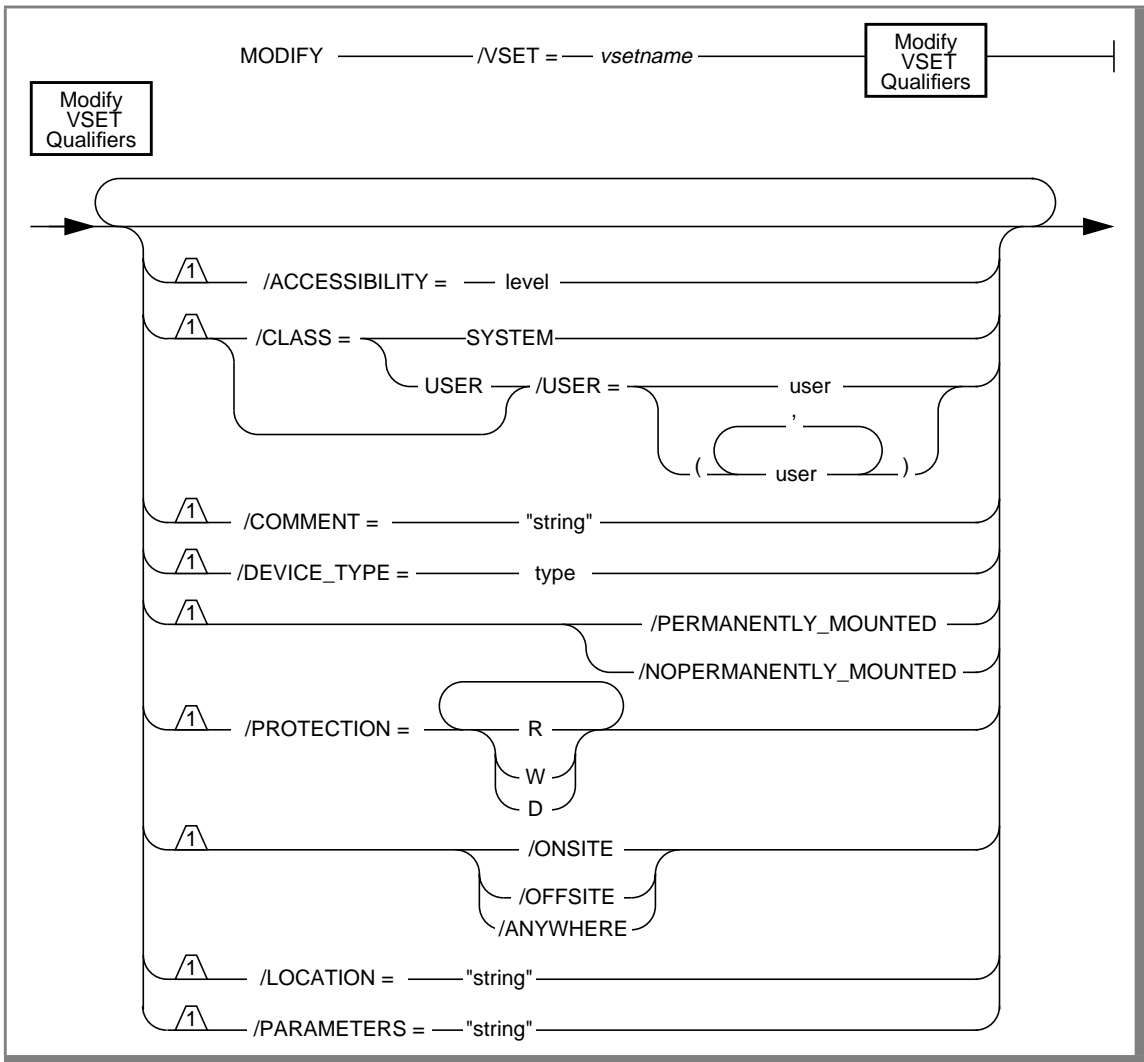 MODIFY /VSET = vsetname Modify VSET Qualifiers
Modify
VSET
Qualifiers
1 /ACCESSIBILITY = level
1 /CLASS = SYSTEM
USER /USER = user
,
( user )
1 /COMMENT = "string"
1 /DEVICE_TYPE = type
1 /PERMANENTLY_MOUNTED
/NOPERMANENTLY_MOUNTED
1 /PROTECTION = R
W
D
1 /ONSITE
/OFFSITE
/ANYWHERE
1 /LOCATION = "string"
1 /PARAMETERS = "string"